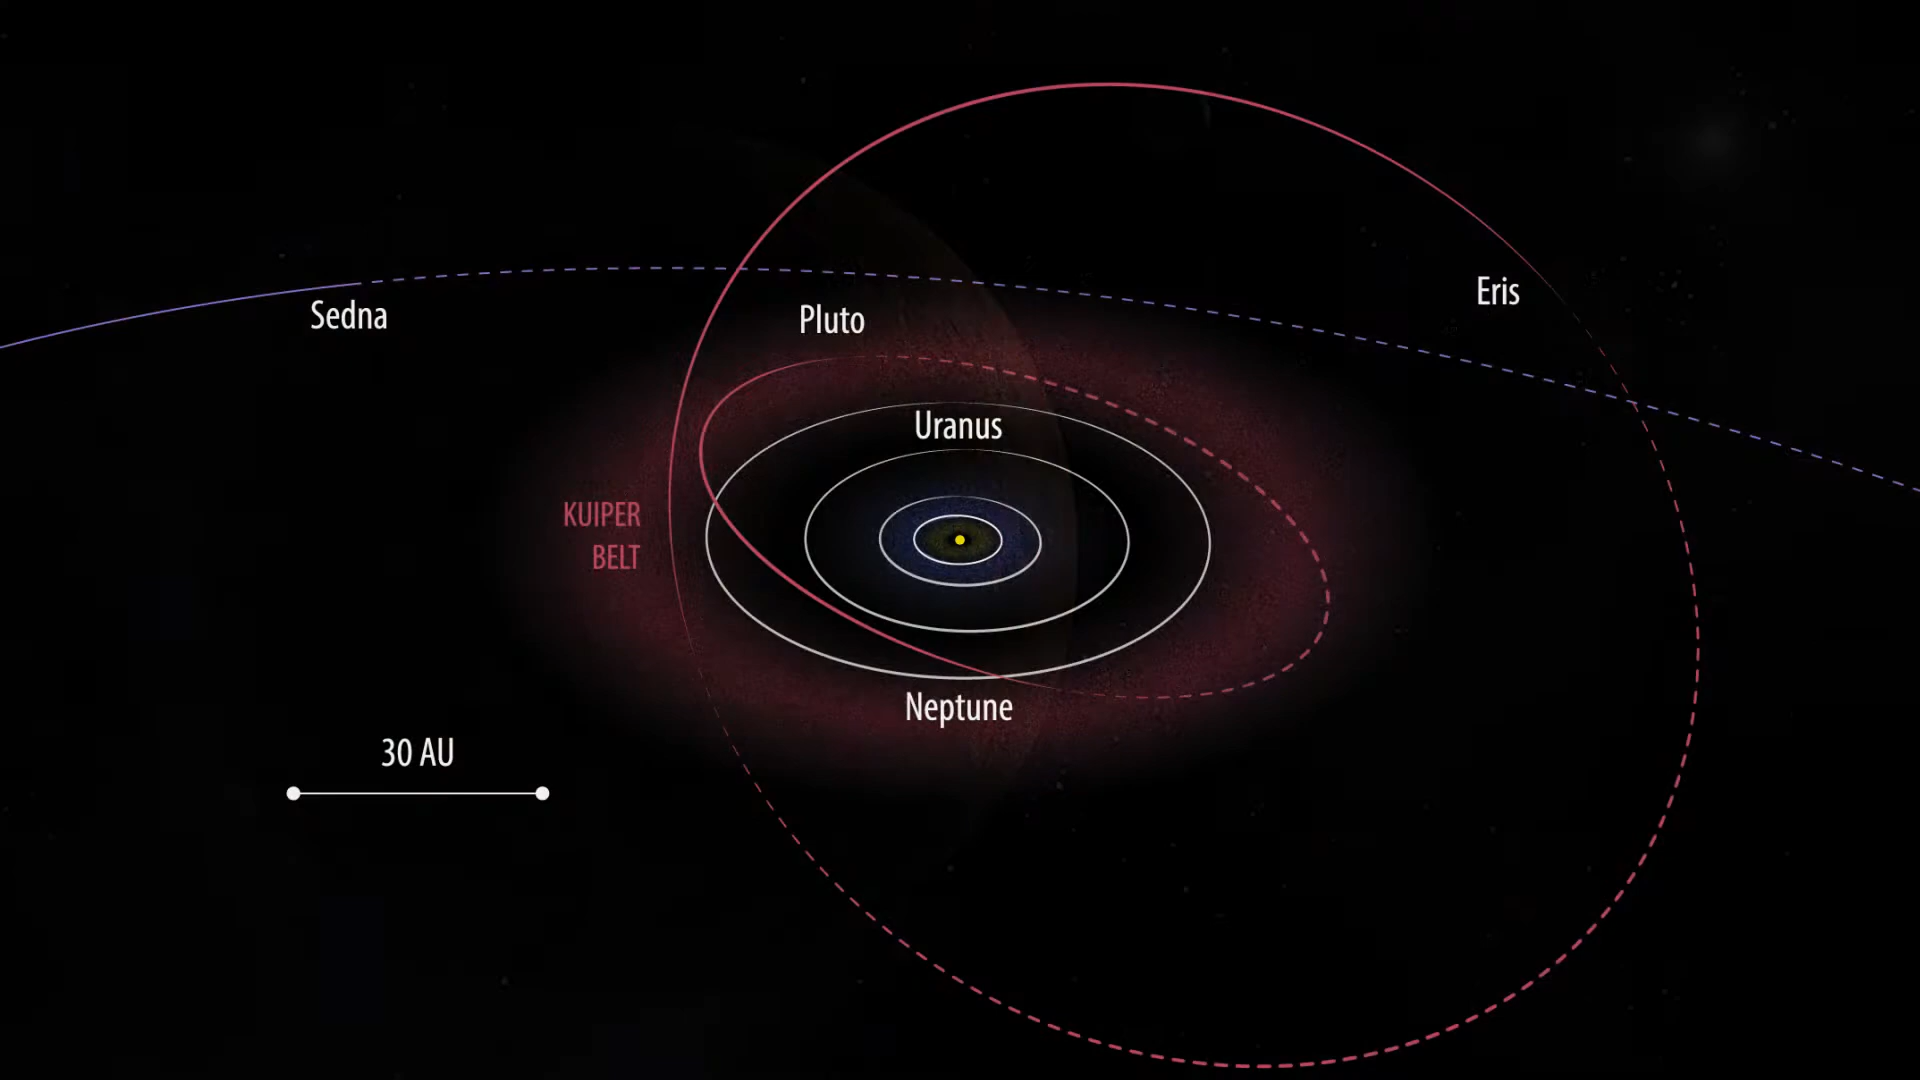 Eris
Sedna
Pluto
Uranus
KUIPER
BELT
Neptune
30 AU